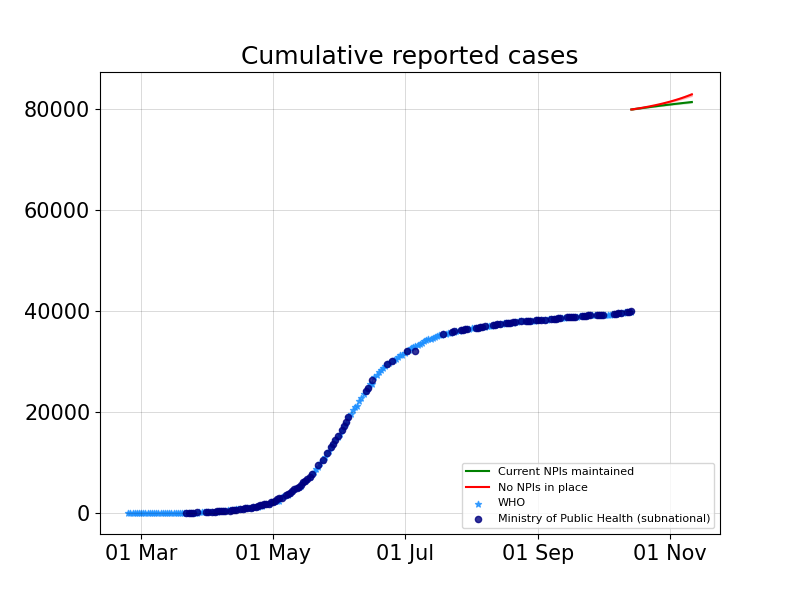 Cumulative reported cases
80000
60000
40000
20000
0
01 Mar
01 May
01 Jul
01 Sep
01 Nov
Current NPIs maintained
No NPIs in place
WHO
Ministry of Public Health (subnational)